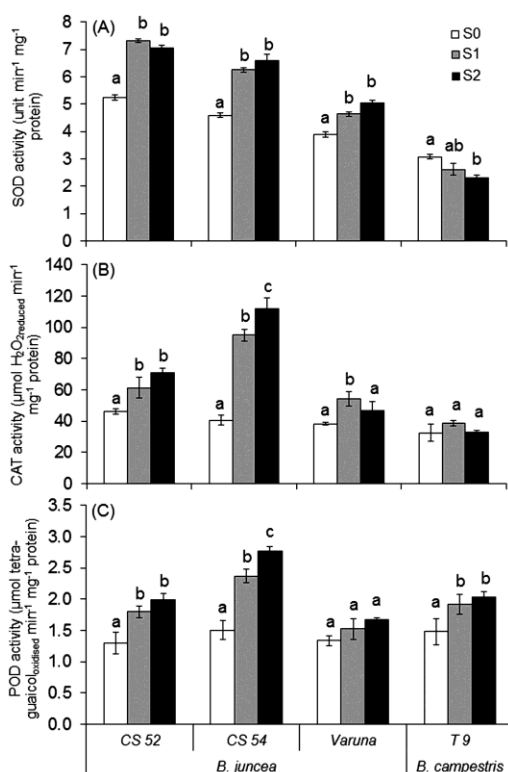 (A)
S0
S1
S2
SOD activity (unit min⁻¹ mg⁻¹
protein)
8
7
6
5
4
3
2
1
0
a b b a b b a b b a ab b
(B)
CAT activity (µmol H₂O₂reduced min⁻¹
mg⁻¹ protein)
140
120
100
80
60
40
20
0
a b b a b c a b a a a a
(C)
POD activity (µmol tetra-
guaicoloxidised min⁻¹ mg⁻¹ protein)
3.5
3.0
2.5
2.0
1.5
1.0
0.5
0.0
a b b a b c a a a a b b
CS 52 CS 54 Varuna T 9
B. juncea B. campestris